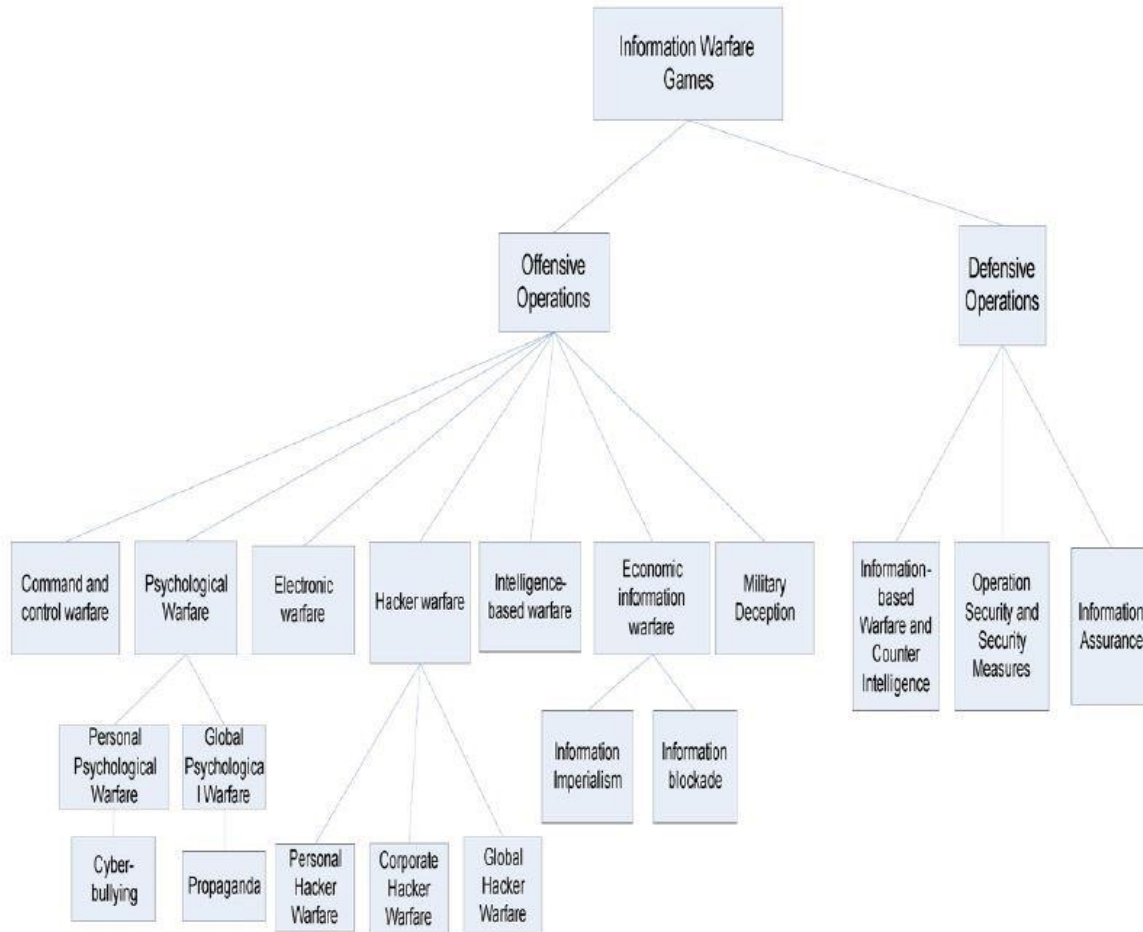 Information Warfare
Games
Offensive
Operations
Defensive
Operations
Command and
control warfare
Psychological
Warfare
Electronic
warfare
Hacker warfare
Intelligence-
based warfare
Economic
information
warfare
Military
Deception
Information-
based
Warfare and
Counter
Intelligence
Operation
Security and
Security
Measures
Information
Assurance
Personal
Psychological
Warfare
Global
Psychologica
l Warfare
Information
Imperialism
Information
blockade
Cyber-
bullying
Propaganda
Personal
Hacker
Warfare
Corporate
Hacker
Warfare
Global
Hacker
Warfare